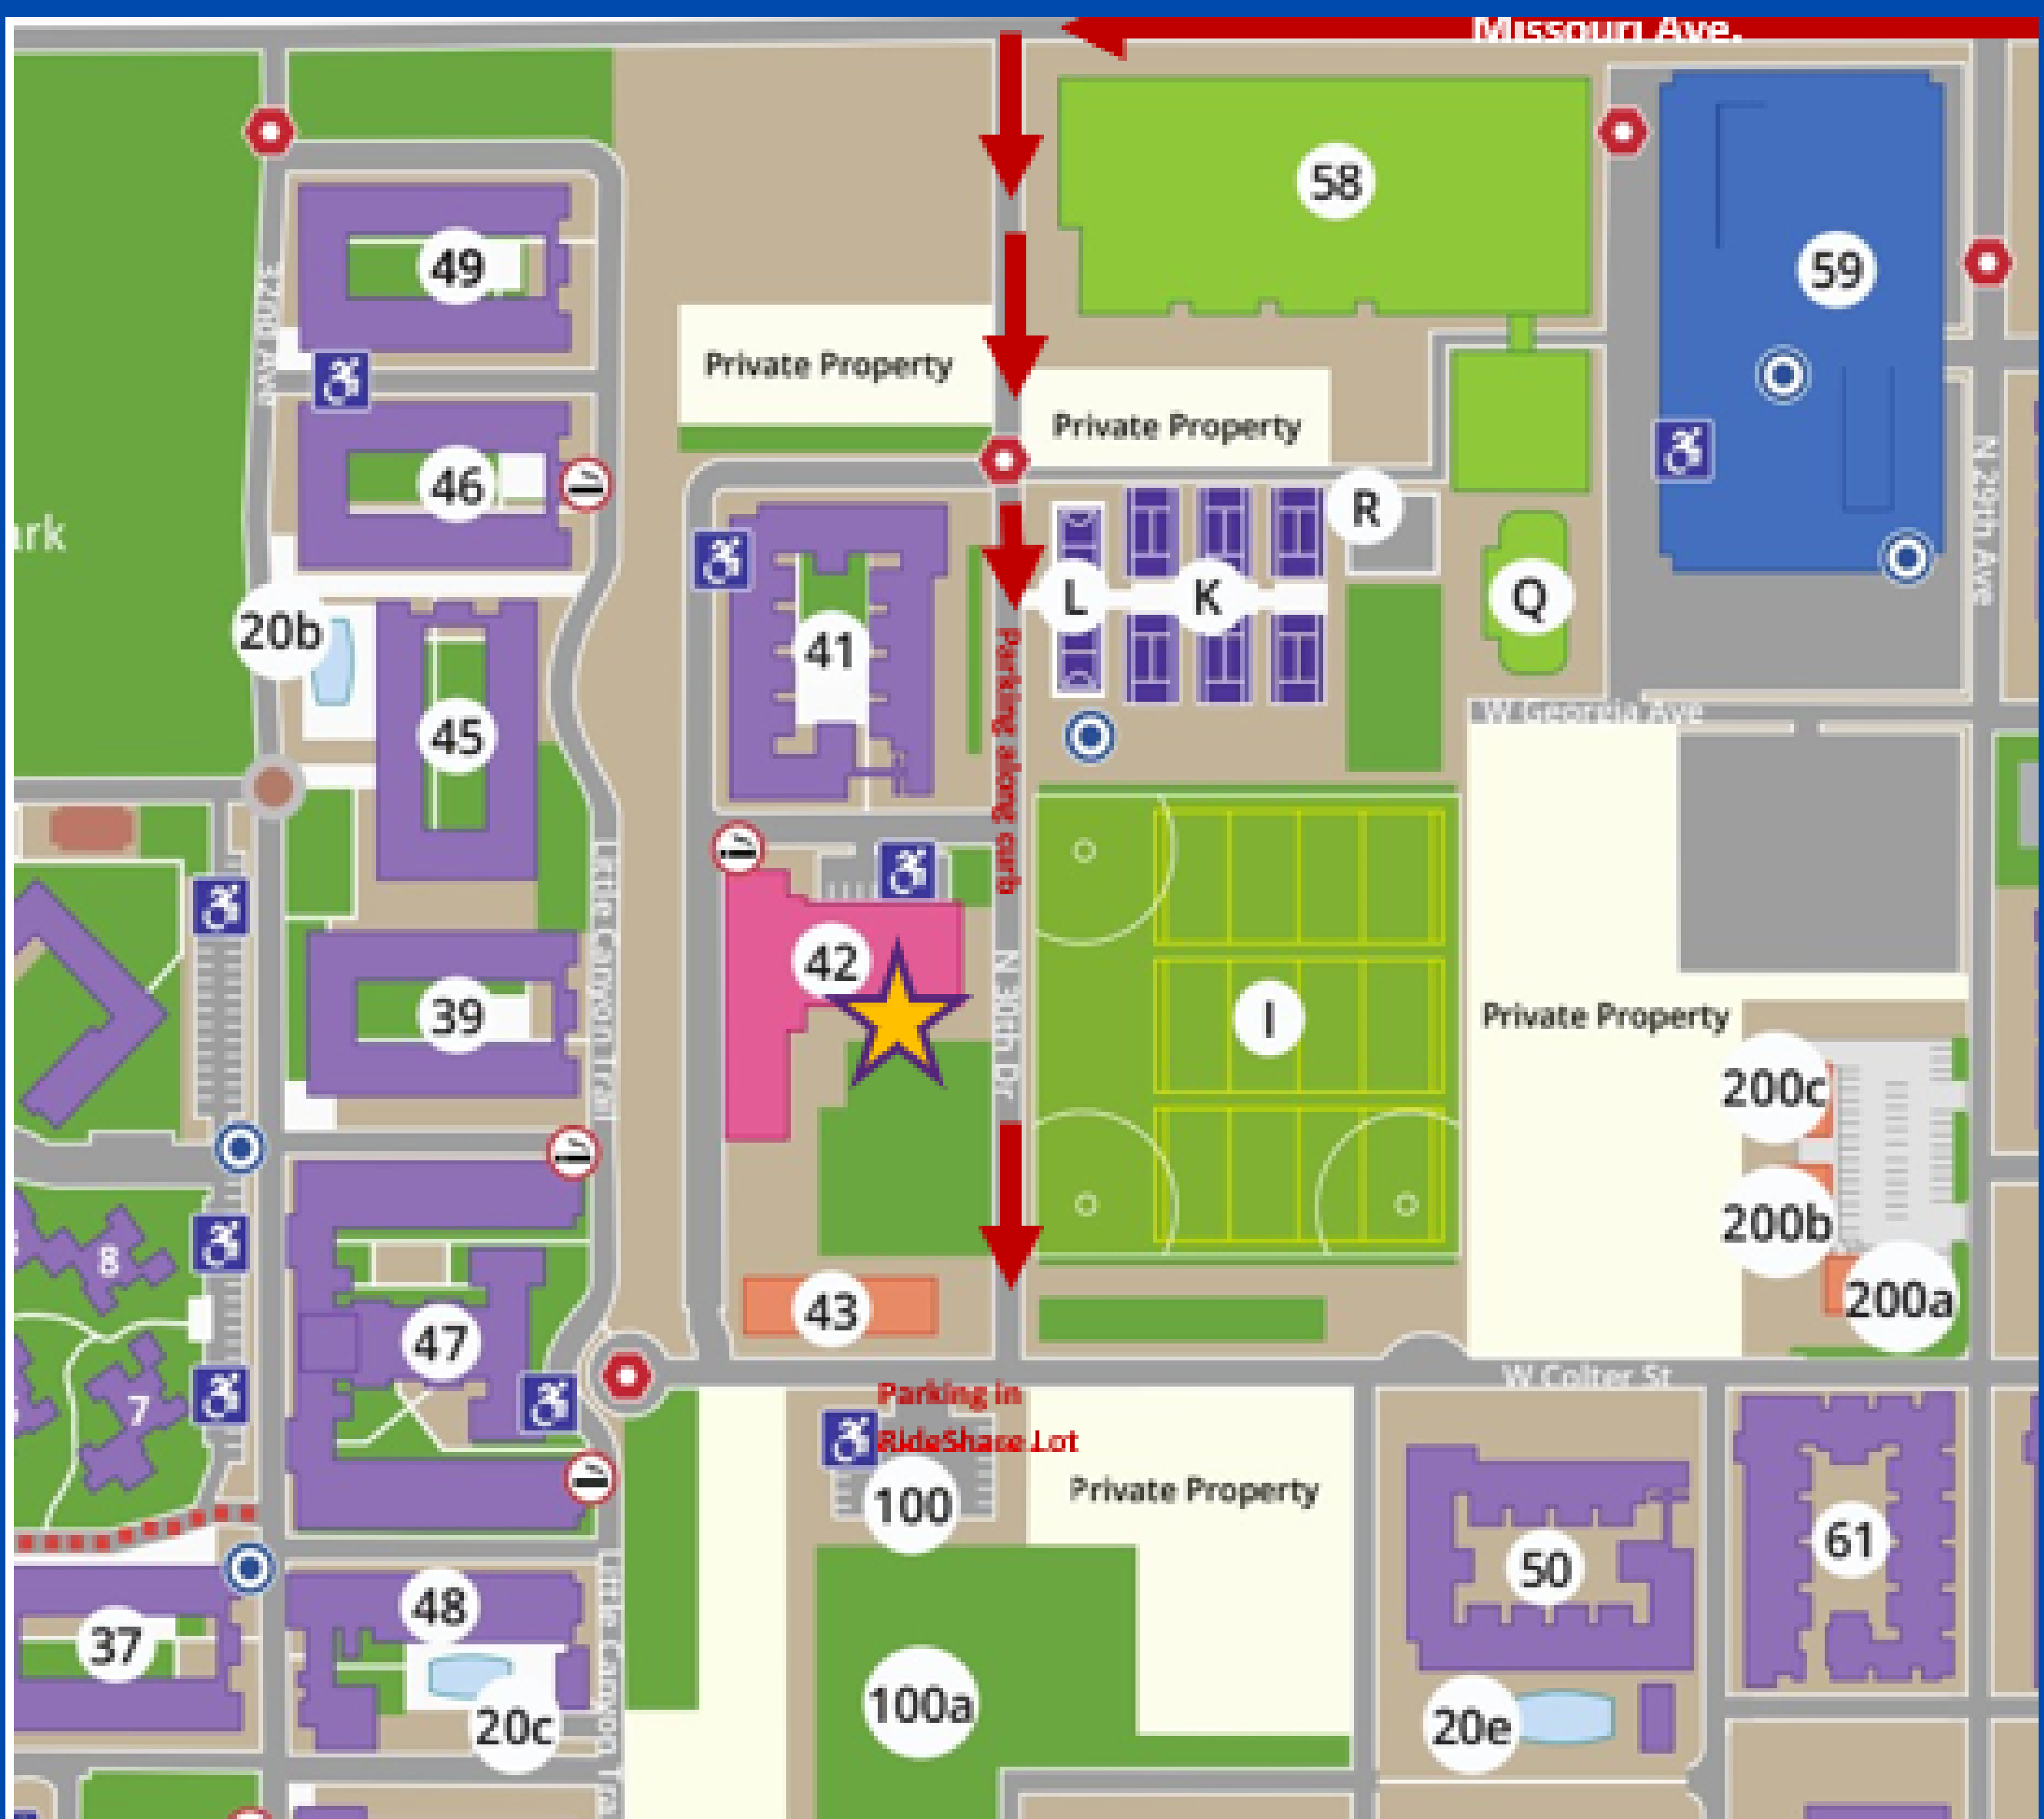 Missouri Ave.
58
59
49
Private Property
Private Property
46
R
ark
L
K
Q
20b
41
N 29th Ave
45
Parking along curb
W Georgia Ave
42
39
I
Private Property
200c
200b
8
200a
43
47
W Colter St
7
Parking in
RideShare Lot
Private Property
100
50
61
48
37
100a
20c
20e